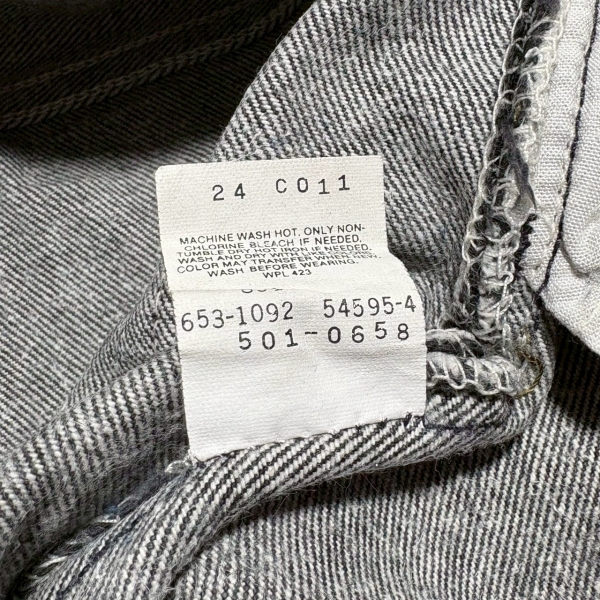 24 C011
MACHINE WASH HOT. ONLY NON-
CHLORINE BLEACH IF NEEDED.
TUMBLE DRY HOT IRON IF NEEDED.
WASH AND DRY WITH LIKE COLORS
COLOR MAY TRANSFER WHEN NEW.
WASH BEFORE WEARING.
WPL 423
653-1092 54595-4
501-0658